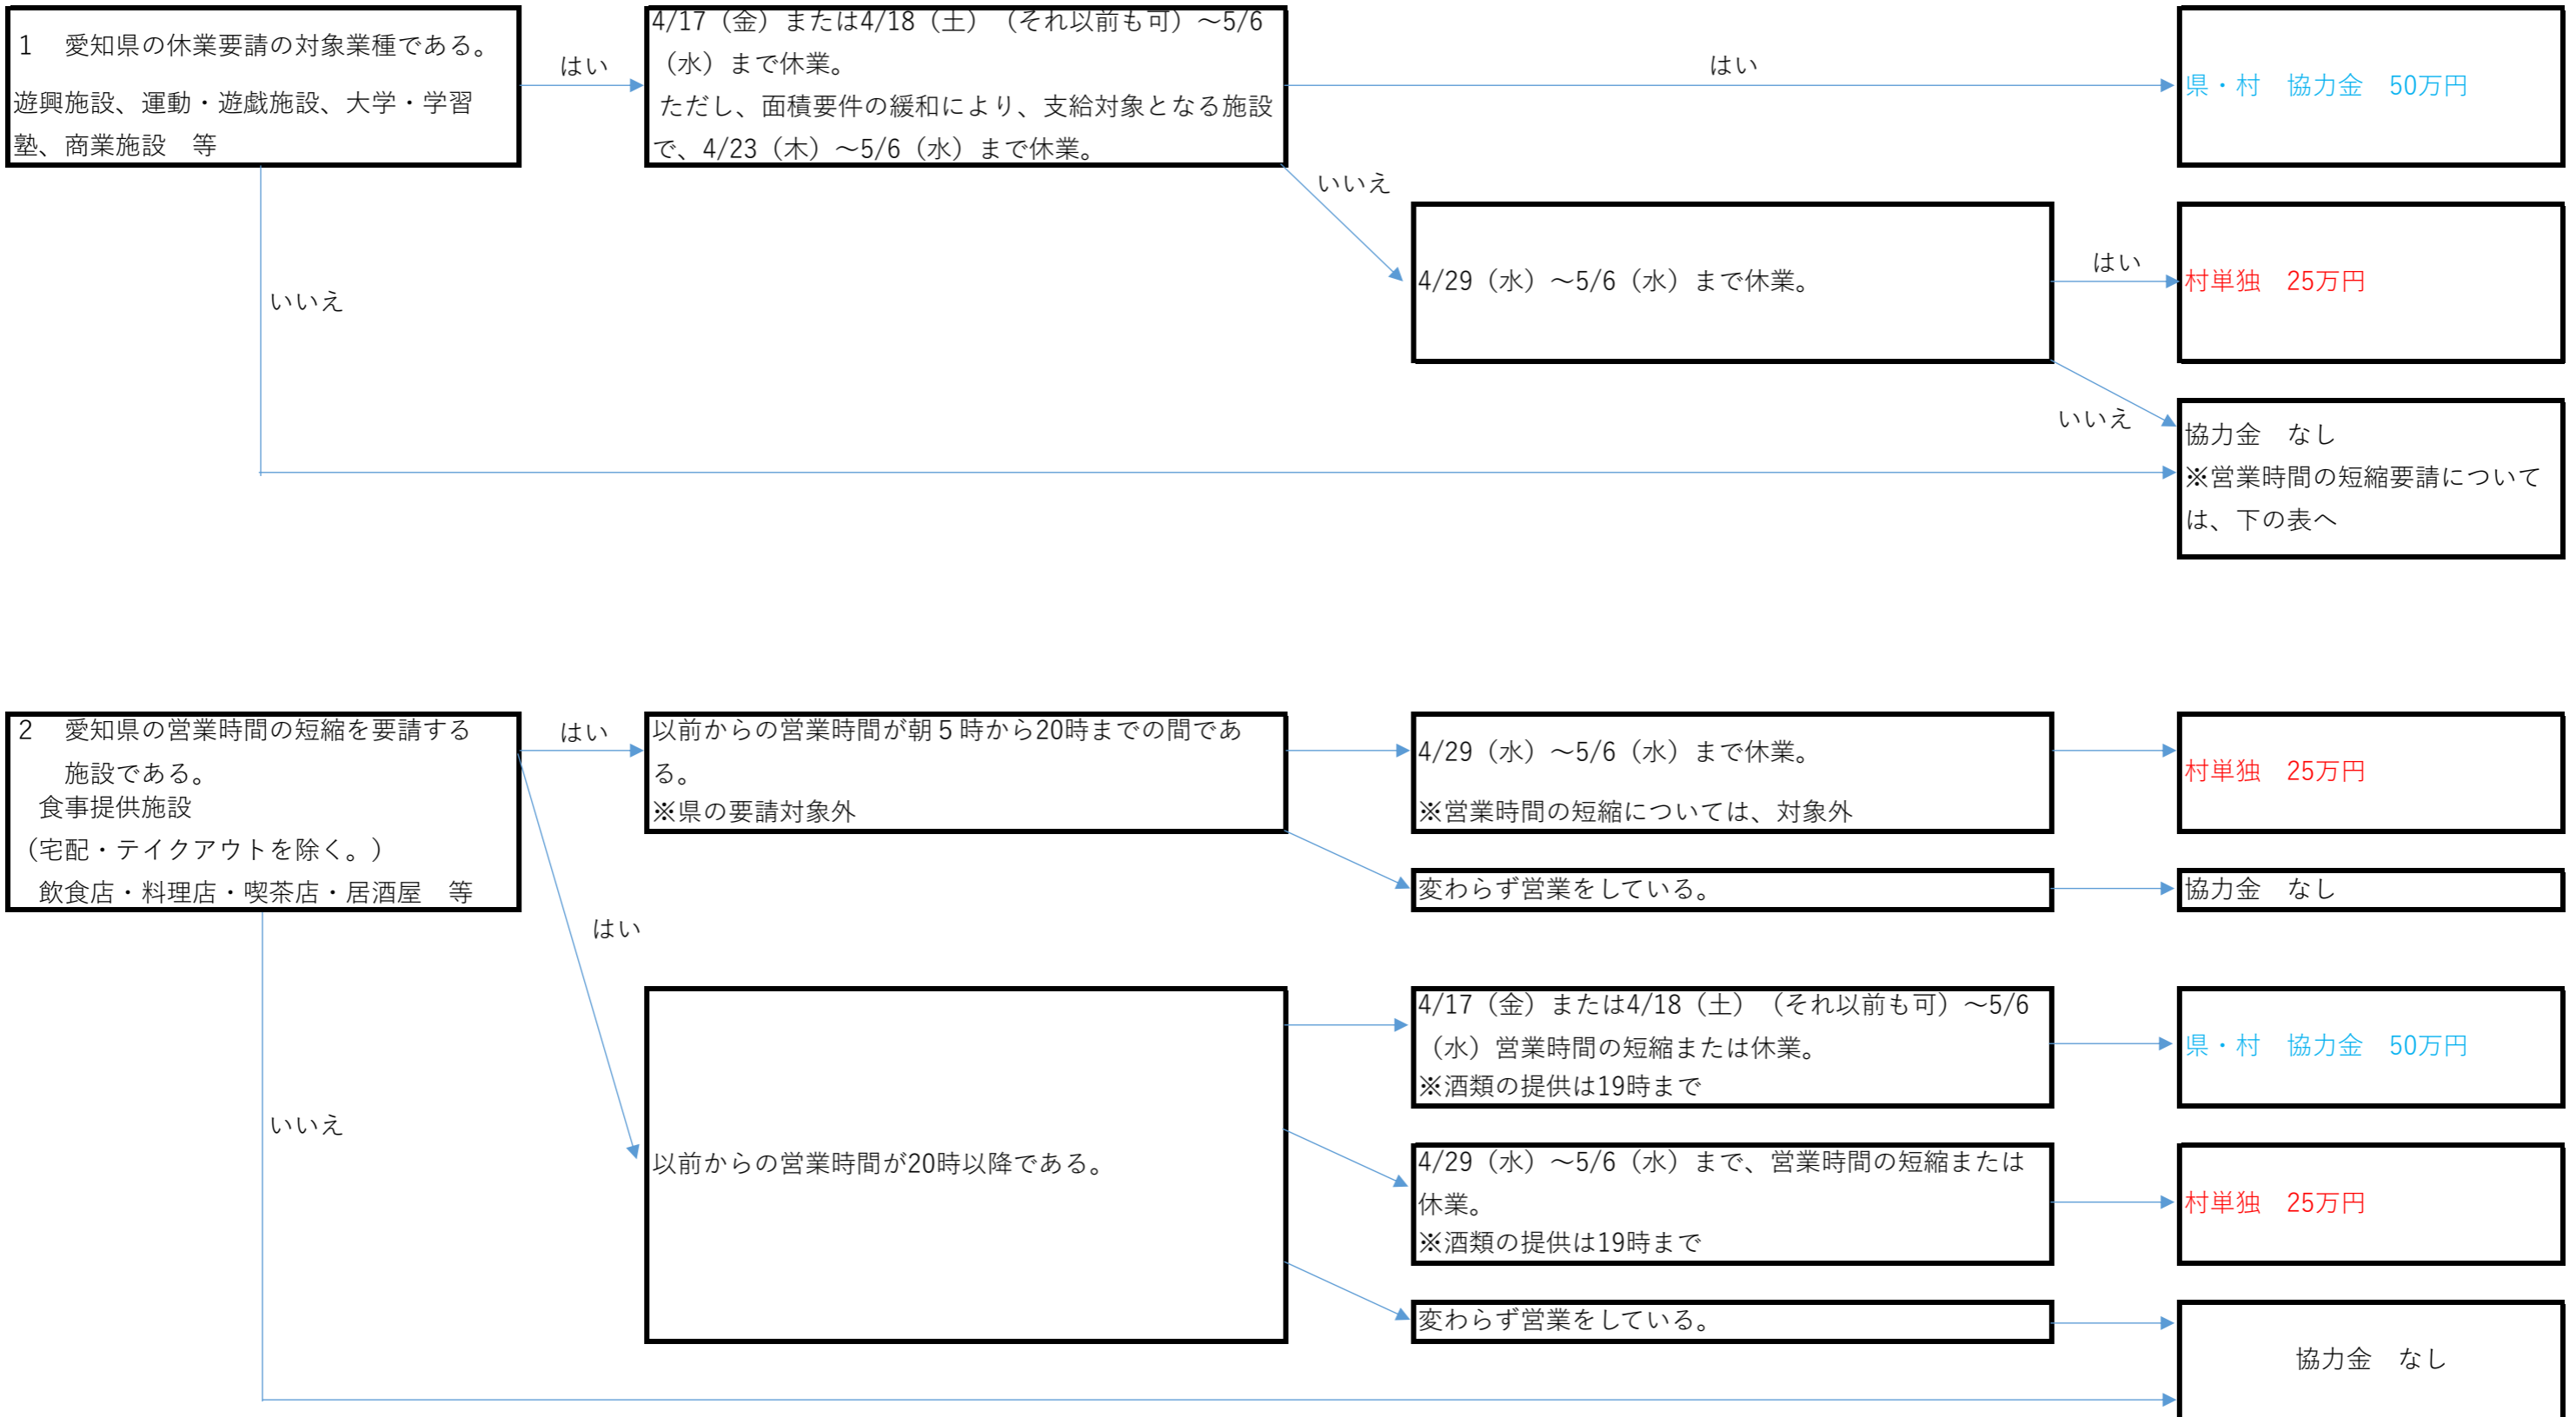 １　愛知県の休業要請の対象業種である。
遊興施設、運動・遊戯施設、大学・学習
塾、商業施設　等
はい
4/17（金）または4/18（土）（それ以前も可）～5/6
（水）まで休業。
ただし、面積要件の緩和により、支給対象となる施設
で、4/23（木）～5/6（水）まで休業。
はい
県・村　協力金　50万円
いいえ
4/29（水）～5/6（水）まで休業。
はい
村単独　25万円
いいえ
いいえ
協力金　なし
※営業時間の短縮要請について
は、下の表へ
２　愛知県の営業時間の短縮を要請する
施設である。
食事提供施設
（宅配・テイクアウトを除く。）
飲食店・料理店・喫茶店・居酒屋　等
はい
以前からの営業時間が朝５時から20時までの間であ
る。
※県の要請対象外
4/29（水）～5/6（水）まで休業。
※営業時間の短縮については、対象外
村単独　25万円
変わらず営業をしている。
協力金　なし
はい
以前からの営業時間が20時以降である。
4/17（金）または4/18（土）（それ以前も可）～5/6
（水）営業時間の短縮または休業。
※酒類の提供は19時まで
県・村　協力金　50万円
4/29（水）～5/6（水）まで、営業時間の短縮または
休業。
※酒類の提供は19時まで
村単独　25万円
変わらず営業をしている。
いいえ
協力金　なし